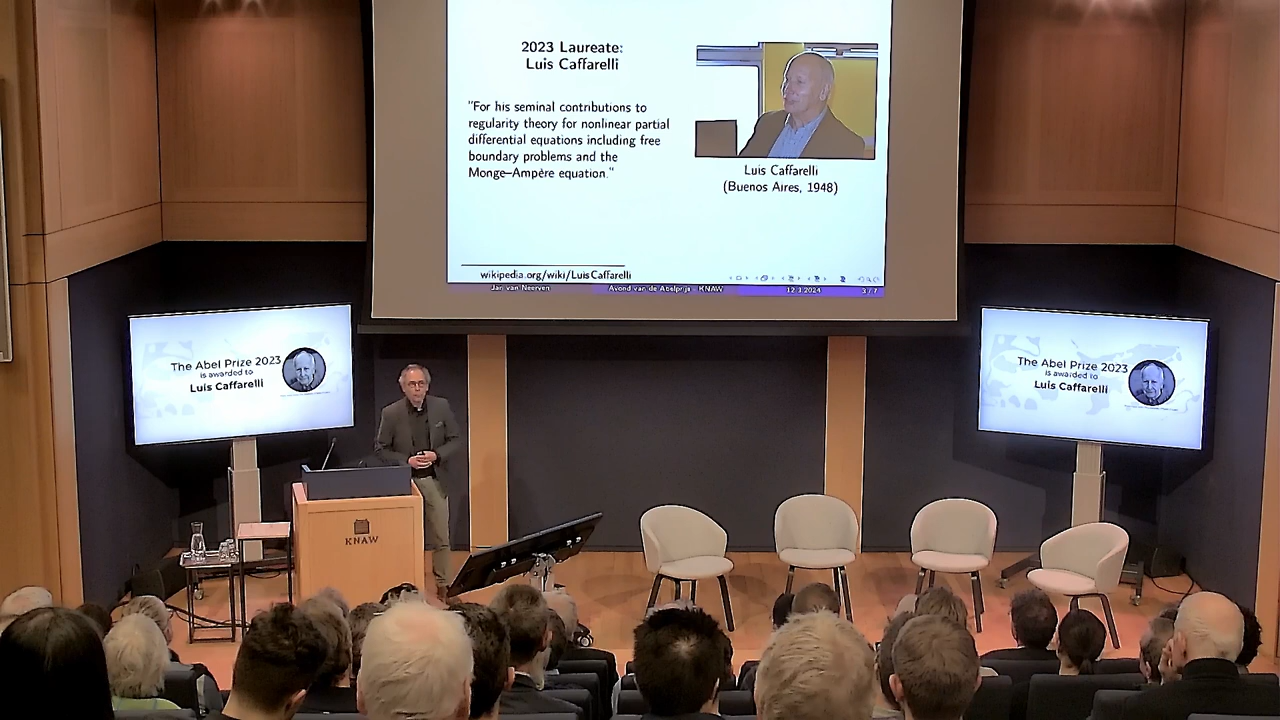 2023 Laureate:
Luis Caffarelli
"For his seminal contributions to
regularity theory for nonlinear partial
differential equations including free
boundary problems and the
Monge–Ampère equation."
Luis Caffarelli
(Buenos Aires, 1948)
wikipedia.org/wiki/LuisCaffarelli
Jan van Neerven
Avond van de Abelprijs - KNAW
12.3.2024
3 / 7
The Abel Prize 2023
is awarded to
Luis Caffarelli
The Abel Prize 2023
is awarded to
Luis Caffarelli
KNAW